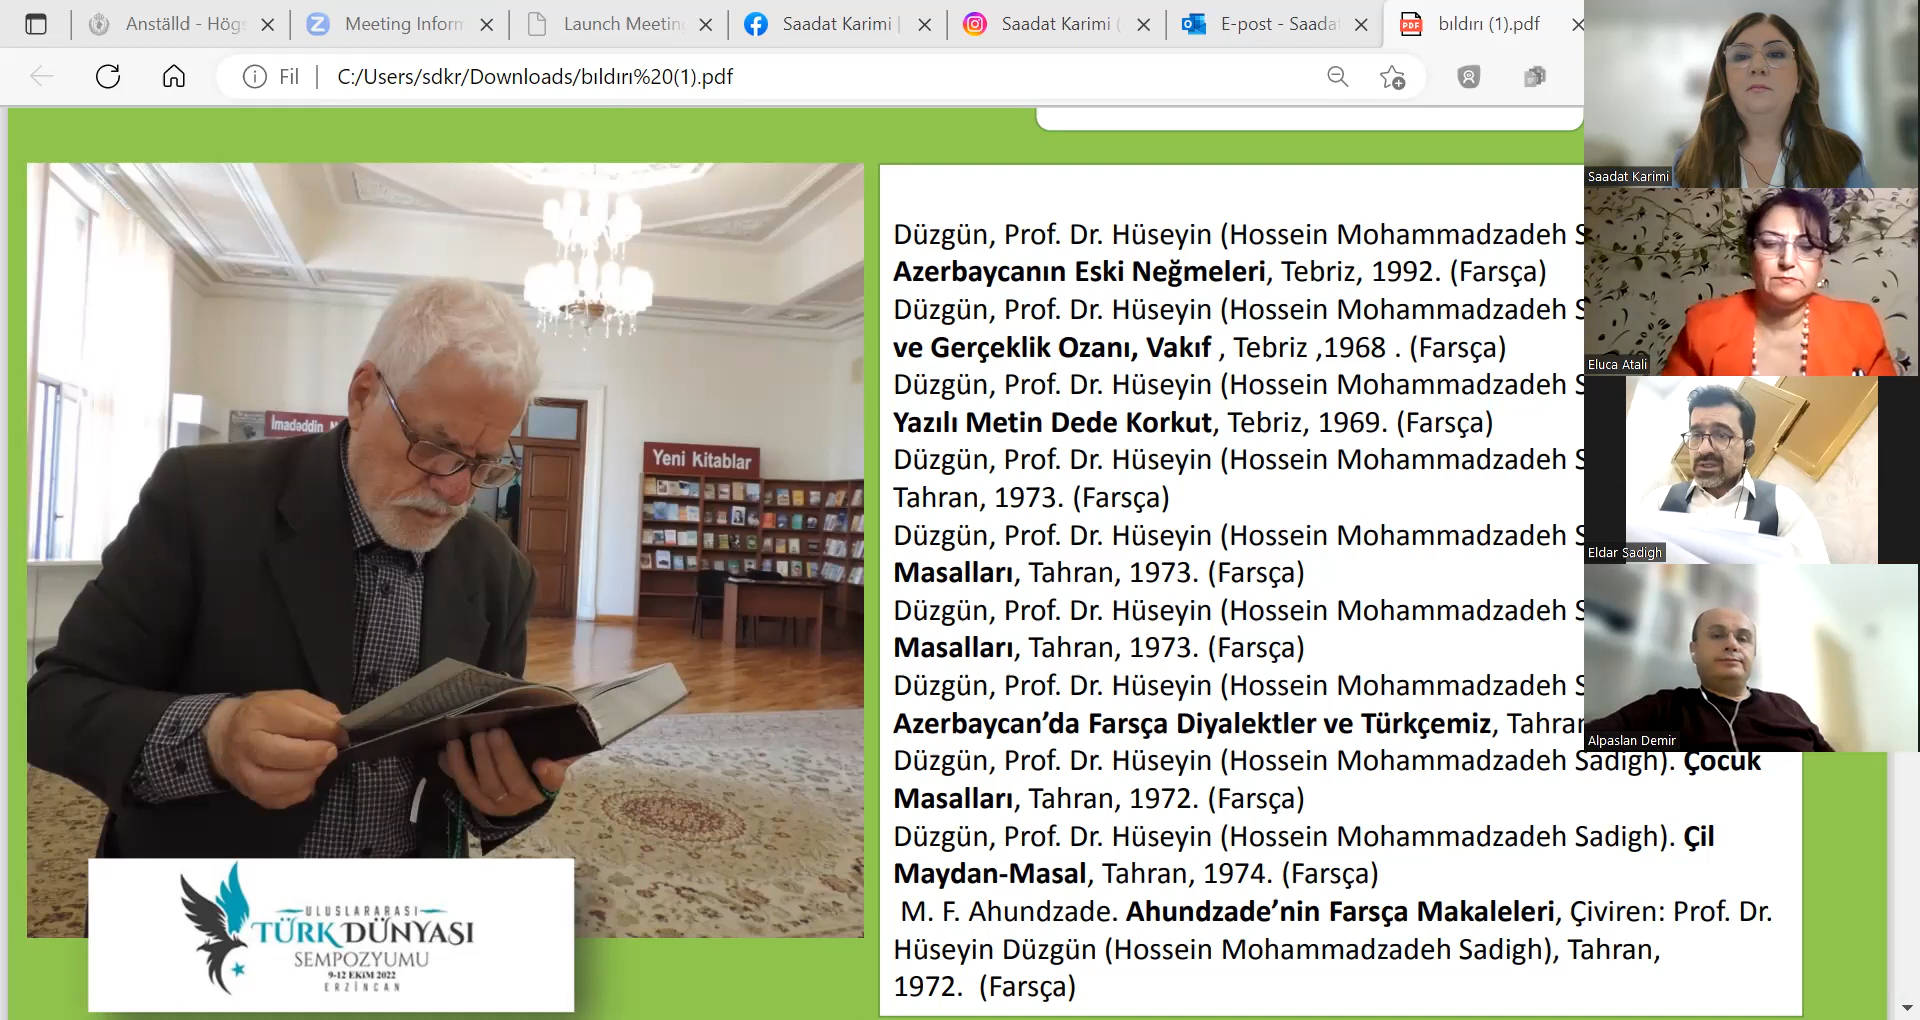 Anställd - Högs
Meeting Inform
Launch Meeting
Saadat Karimi |
Saadat Karimi (
E-post - Saada
bıldırı (1).pdf
Fil
C:/Users/sdkr/Downloads/bıldırı%20(1).pdf
Imadəddin N
Yeni Kitablar
ULUSLARARASI
TÜRK DÜNYASI
SEMPOZYUMU
9-12 EKİM 2022
ERZİNCAN
Düzgün, Prof. Dr. Hüseyin (Hossein Mohammadzadeh S
Azerbaycanın Eski Neğmeleri, Tebriz, 1992. (Farsça)
Düzgün, Prof. Dr. Hüseyin (Hossein Mohammadzadeh S
ve Gerçeklik Ozanı, Vakıf , Tebriz ,1968 . (Farsça)
Düzgün, Prof. Dr. Hüseyin (Hossein Mohammadzadeh S
Yazılı Metin Dede Korkut, Tebriz, 1969. (Farsça)
Düzgün, Prof. Dr. Hüseyin (Hossein Mohammadzadeh S
Tahran, 1973. (Farsça)
Düzgün, Prof. Dr. Hüseyin (Hossein Mohammadzadeh S
Masalları, Tahran, 1973. (Farsça)
Düzgün, Prof. Dr. Hüseyin (Hossein Mohammadzadeh S
Masalları, Tahran, 1973. (Farsça)
Düzgün, Prof. Dr. Hüseyin (Hossein Mohammadzadeh S
Azerbaycan’da Farsça Diyalektler ve Türkçemiz, Tahran
Düzgün, Prof. Dr. Hüseyin (Hossein Mohammadzadeh Sadigh). Çocuk
Masalları, Tahran, 1972. (Farsça)
Düzgün, Prof. Dr. Hüseyin (Hossein Mohammadzadeh Sadigh). Çil
Maydan-Masal, Tahran, 1974. (Farsça)
M. F. Ahundzade. Ahundzade’nin Farsça Makaleleri, Çiviren: Prof. Dr.
Hüseyin Düzgün (Hossein Mohammadzadeh Sadigh), Tahran,
1972. (Farsça)
Saadat Karimi
Eluca Atali
Eldar Sadigh
Alpaslan Demir